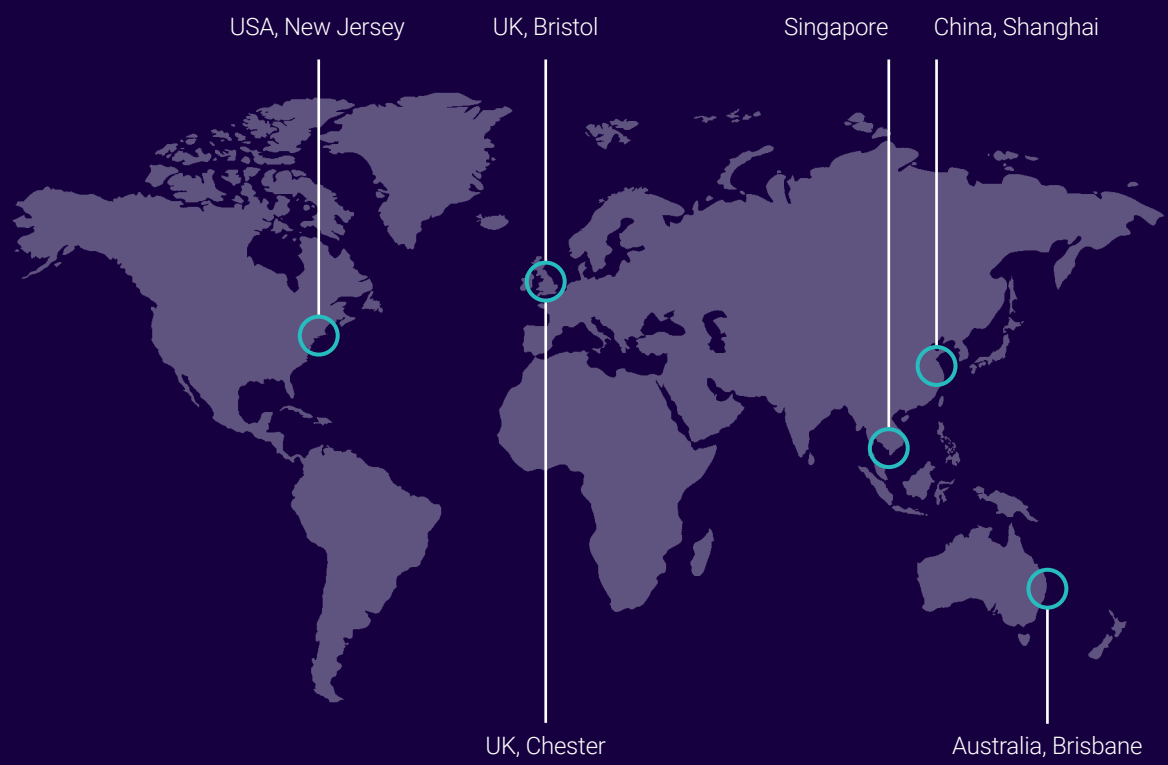 USA, New Jersey
UK, Bristol
Singapore
China, Shanghai
UK, Chester
Australia, Brisbane